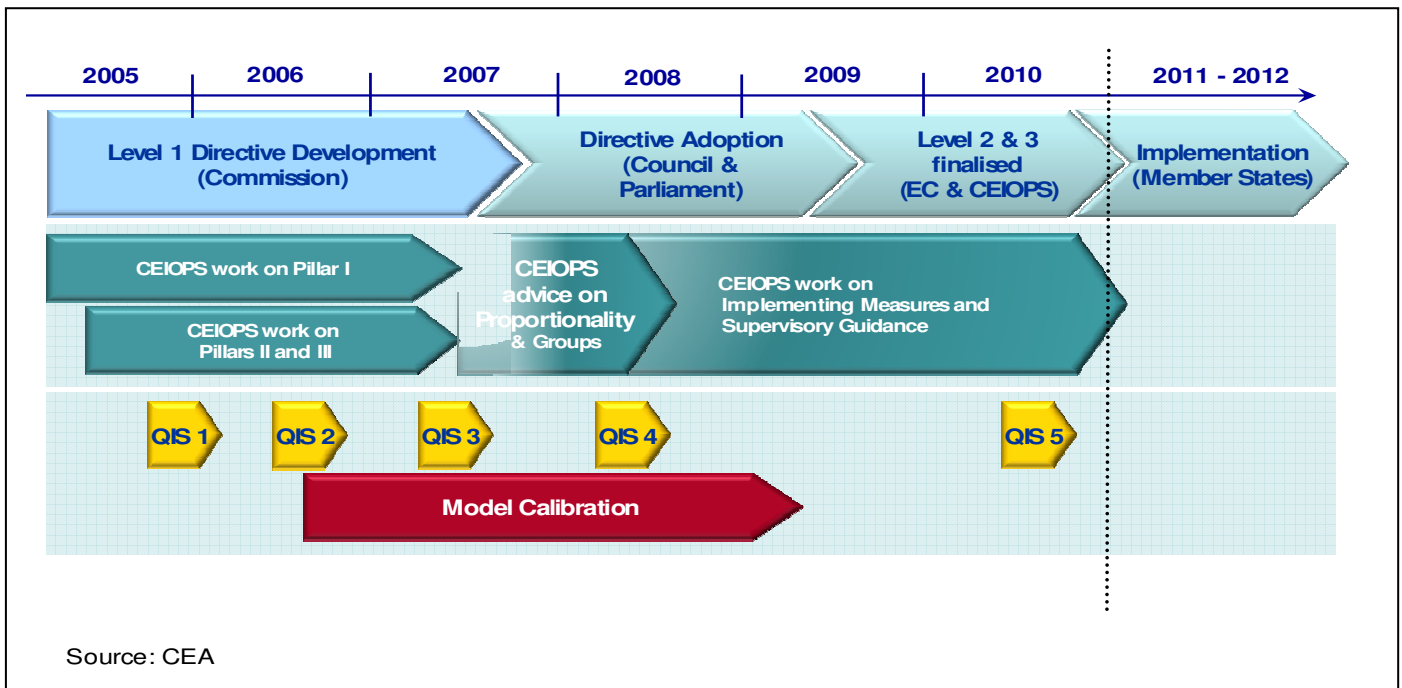 2005 2006 2007 2008 2009 2010 2011 - 2012
Level 1 Directive Development
(Commission)
Directive Adoption
(Council &
Parliament)
Level 2 & 3
finalised
(EC & CEIOPS)
Implementation
(Member States)
CEIOPS work on Pillar I
CEIOPS work on
Pillars II and III
CEIOPS
advice on
Proportionality
& Groups
CEIOPS work on
Implementing Measures and
Supervisory Guidance
QIS 1
QIS 2
QIS 3
QIS 4
QIS 5
Model Calibration
Source: CEA